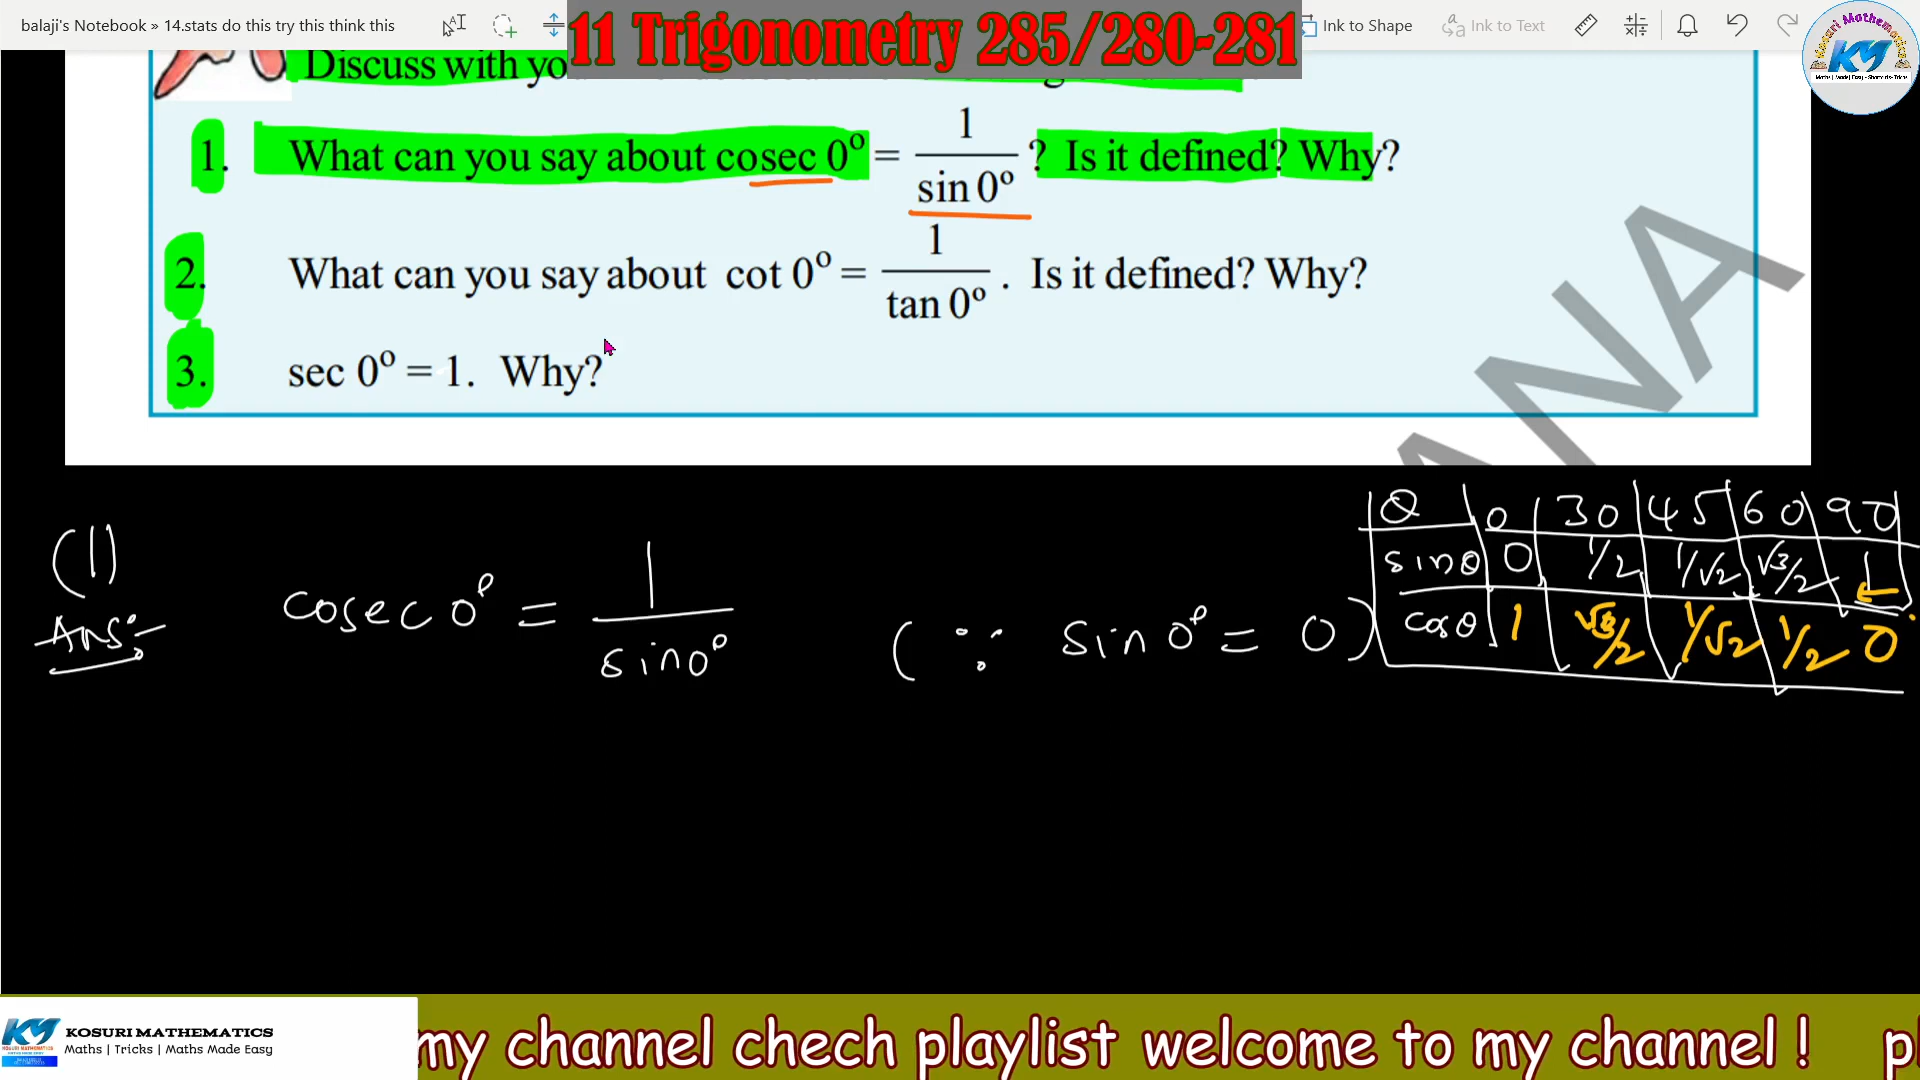 balaji's Notebook » 14.stats do this try this think this
Ink to Shape
Ink to Text
11 Trigonometry 285/280-281
Discuss with yo
1. What can you say about cosec 0° = 1/sin 0° ? Is it defined? Why?
2. What can you say about cot 0° = 1/tan 0° . Is it defined? Why?
3. sec 0° = 1. Why?
NA
θ 0 30 45 60 90
sinθ 0 1/2 1/√2 √3/2 1
cosθ 1 √3/2 1/√2 1/2 0
(1)
Ans:-
cosec 0° = 1/sin 0° (∵ sin 0° = 0)
KOSURI MATHEMATICS
Maths | Tricks | Maths Made Easy
my channel chech playlist welcome to my channel ! p